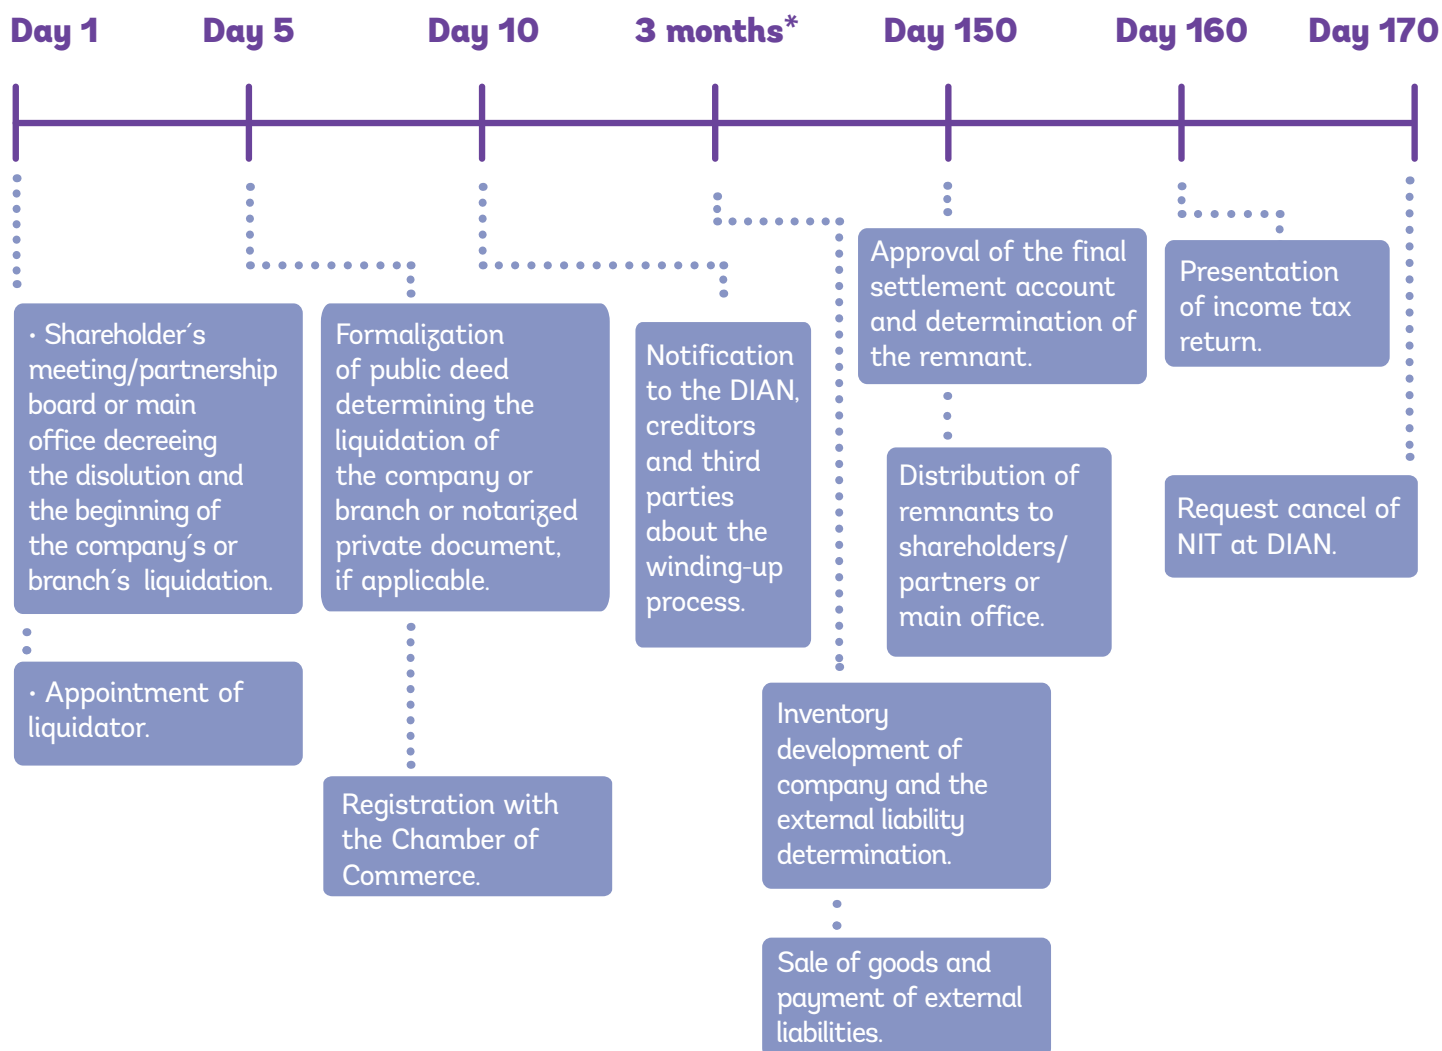 Day 1
Day 5
Day 10
3 months*
Day 150
Day 160
Day 170
· Shareholder´s
meeting/partnership
board or main
office decreeing
the disolution and
the beginning of
the company´s or
branch´s liquidation.
· Appointment of
liquidator.
Formalization
of public deed
determining the
liquidation of
the company or
branch or notarized
private document,
if applicable.
Registration with
the Chamber of
Commerce.
Notification
to the DIAN,
creditors
and third
parties
about the
winding-up
process.
Inventory
development of
company and the
external liability
determination.
Sale of goods and
payment of external
liabilities.
Approval of the final
settlement account
and determination of
the remnant.
Distribution of
remnants to
shareholders/
partners or
main office.
Presentation
of income tax
return.
Request cancel of
NIT at DIAN.